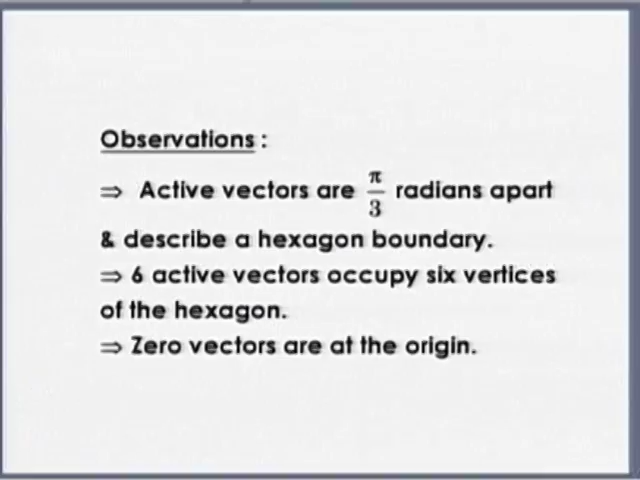 Observations :
⇒ Active vectors are π/3 radians apart
& describe a hexagon boundary.
⇒ 6 active vectors occupy six vertices
of the hexagon.
⇒ Zero vectors are at the origin.